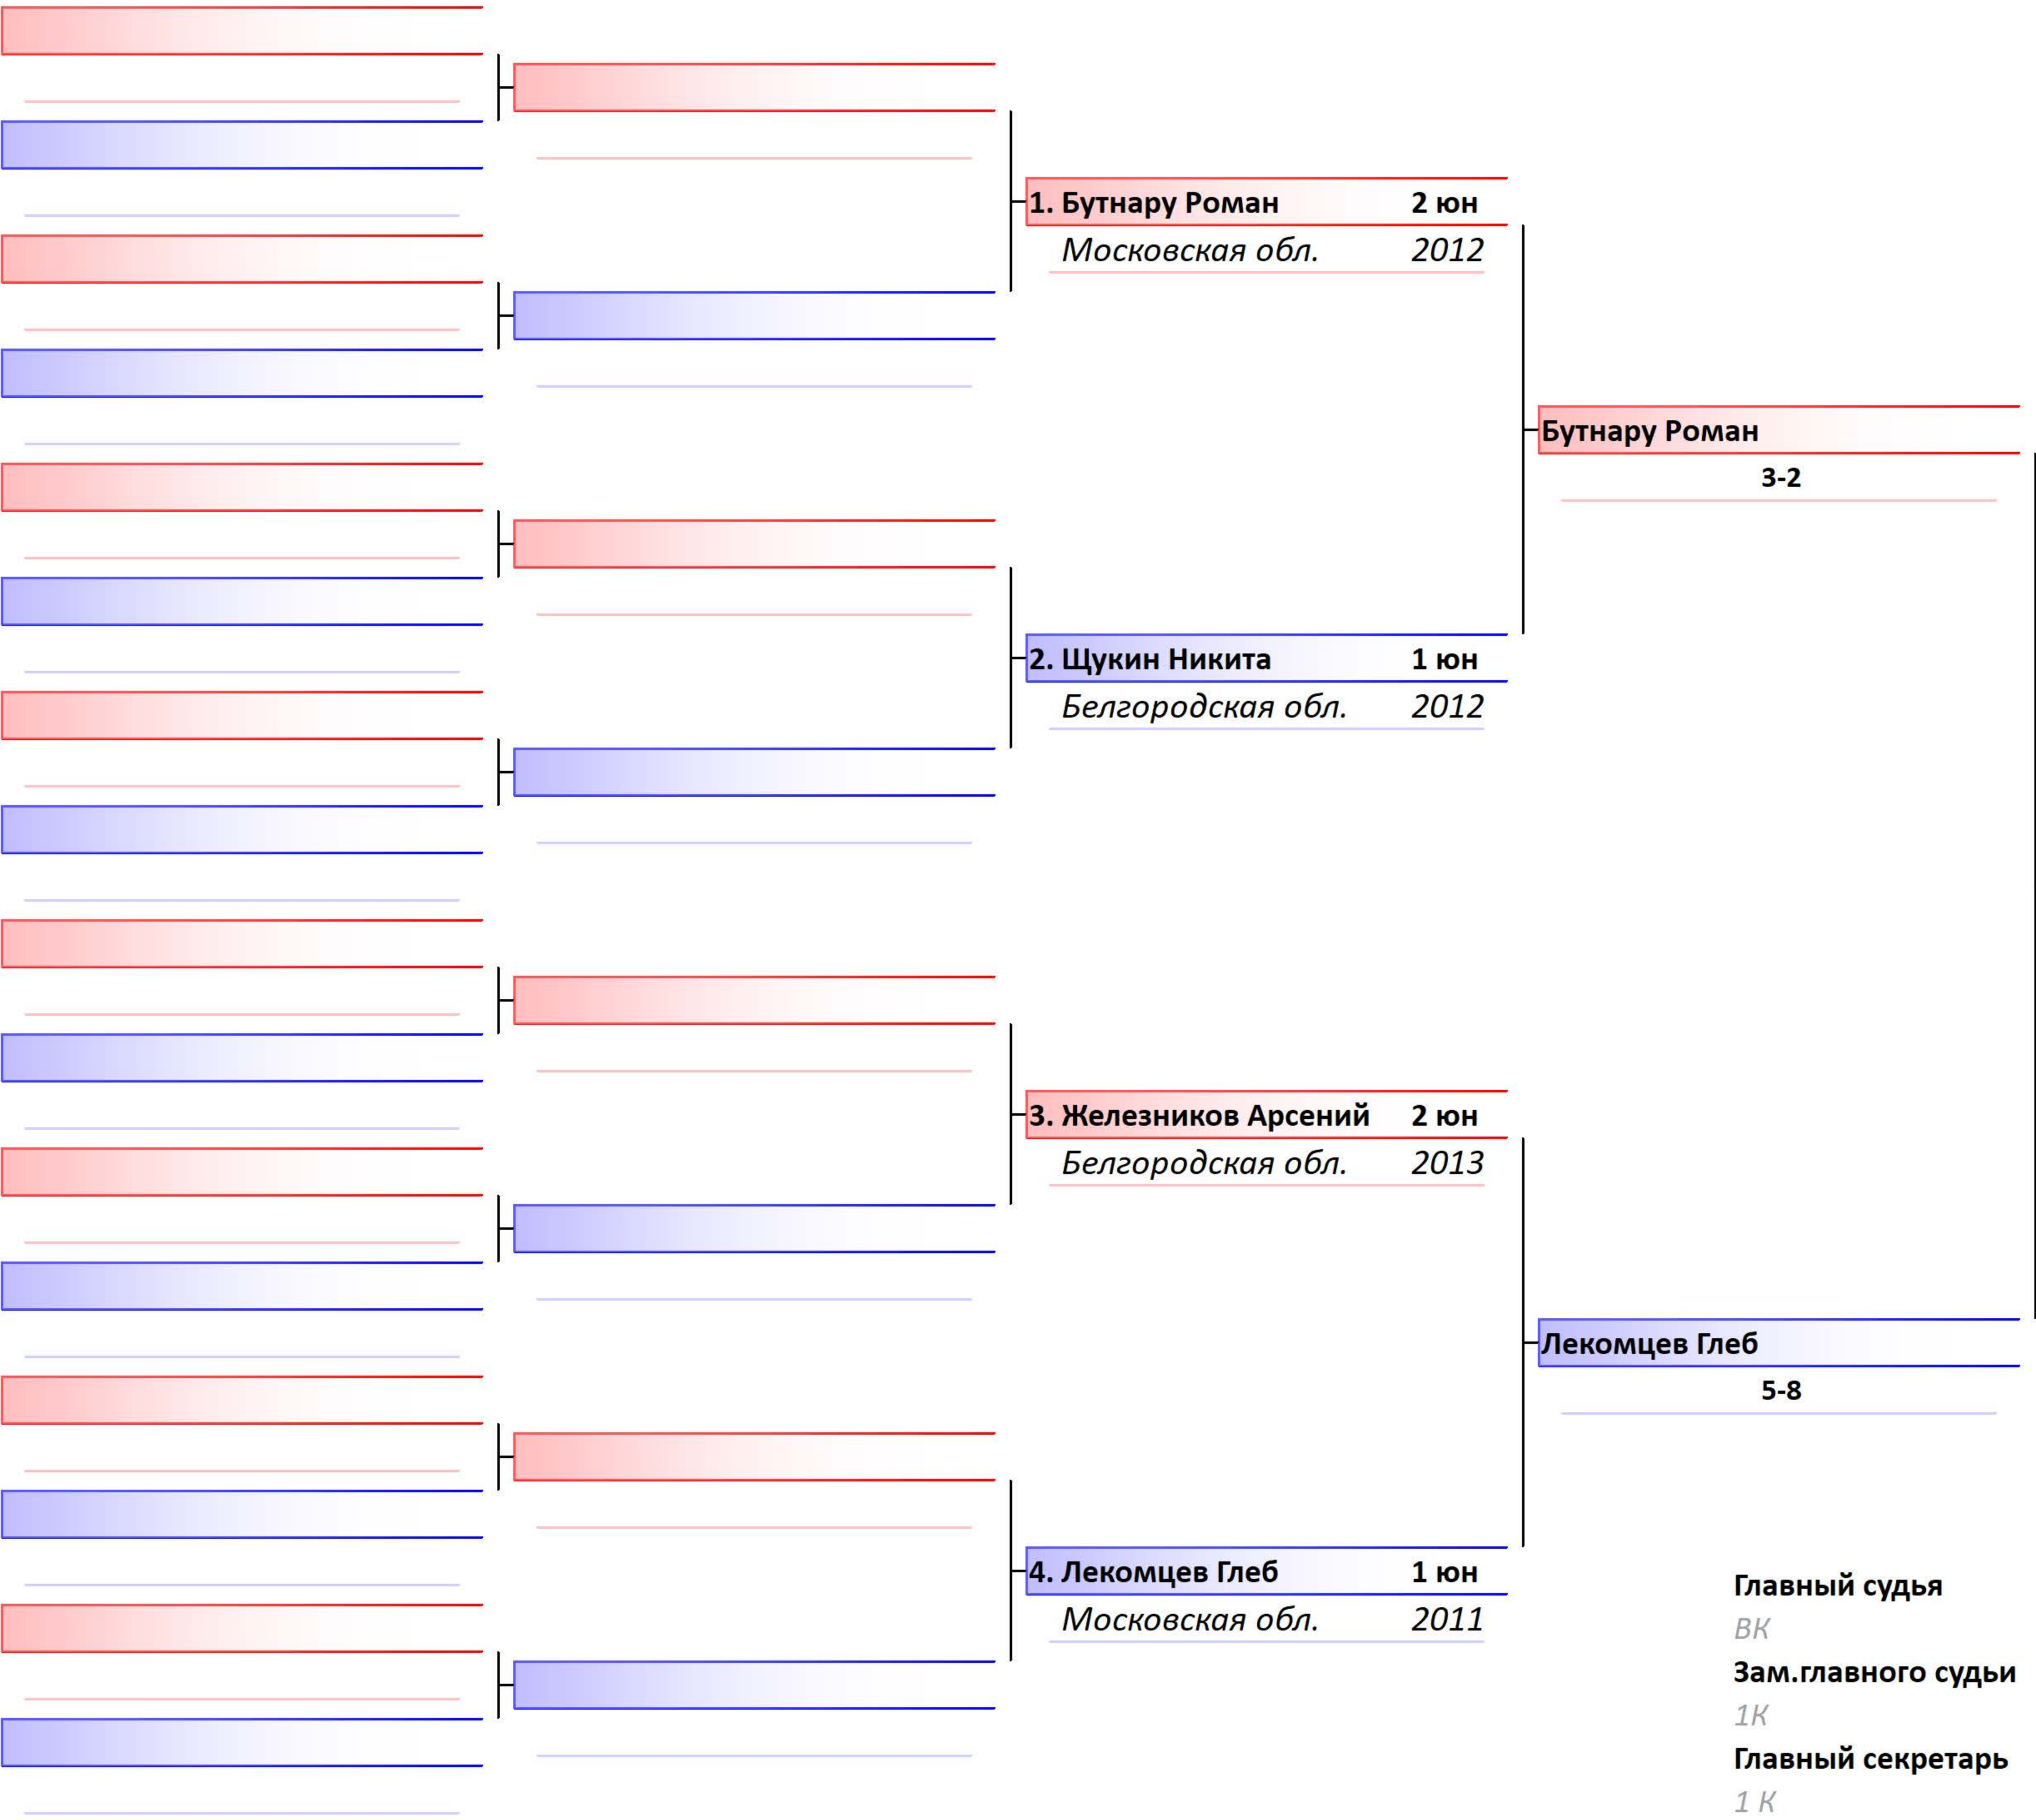 1. Бутнару Роман 2 юн
Московская обл. 2012
Бутнару Роман
3-2
2. Щукин Никита 1 юн
Белгородская обл. 2012
3. Железников Арсений 2 юн
Белгородская обл. 2013
Лекомцев Глеб
5-8
4. Лекомцев Глеб 1 юн
Московская обл. 2011
Главный судья
ВК
Зам.главного судьи
1К
Главный секретарь
1 К